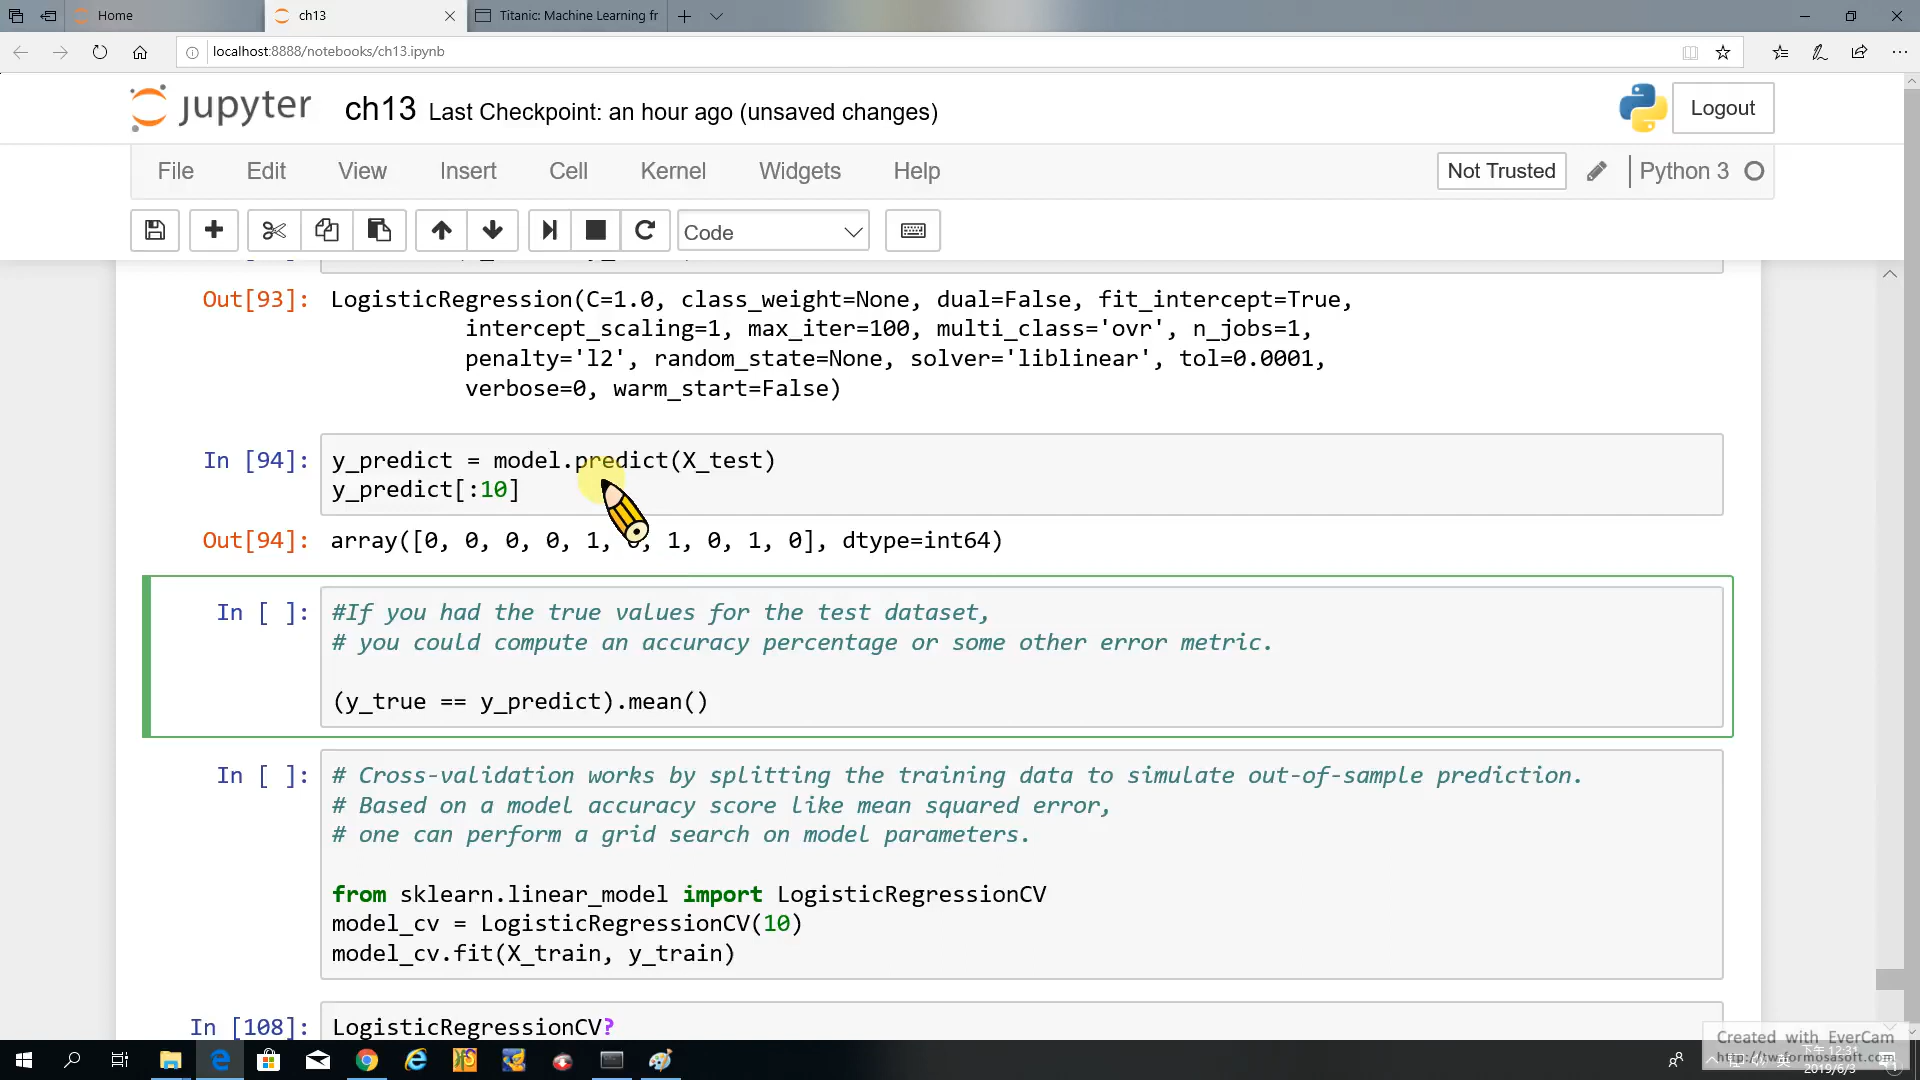 Home
ch13
Titanic: Machine Learning fr
localhost:8888/notebooks/ch13.ipynb
jupyter
ch13 Last Checkpoint: an hour ago (unsaved changes)
Logout
File Edit View Insert Cell Kernel Widgets Help
Not Trusted
Python 3
Code
Out[93]: LogisticRegression(C=1.0, class_weight=None, dual=False, fit_intercept=True,
intercept_scaling=1, max_iter=100, multi_class='ovr', n_jobs=1,
penalty='l2', random_state=None, solver='liblinear', tol=0.0001,
verbose=0, warm_start=False)
In [94]: y_predict = model.predict(X_test)
y_predict[:10]
Out[94]: array([0, 0, 0, 0, 1, 0, 1, 0, 1, 0], dtype=int64)
In [ ]: #If you had the true values for the test dataset,
# you could compute an accuracy percentage or some other error metric.
(y_true == y_predict).mean()
In [ ]: # Cross-validation works by splitting the training data to simulate out-of-sample prediction.
# Based on a model accuracy score like mean squared error,
# one can perform a grid search on model parameters.
from sklearn.linear_model import LogisticRegressionCV
model_cv = LogisticRegressionCV(10)
model_cv.fit(X_train, y_train)
In [108]: LogisticRegressionCV?
Created with EverCam
http://tw.formosasoft.com
下午 12:31
2019/6/3